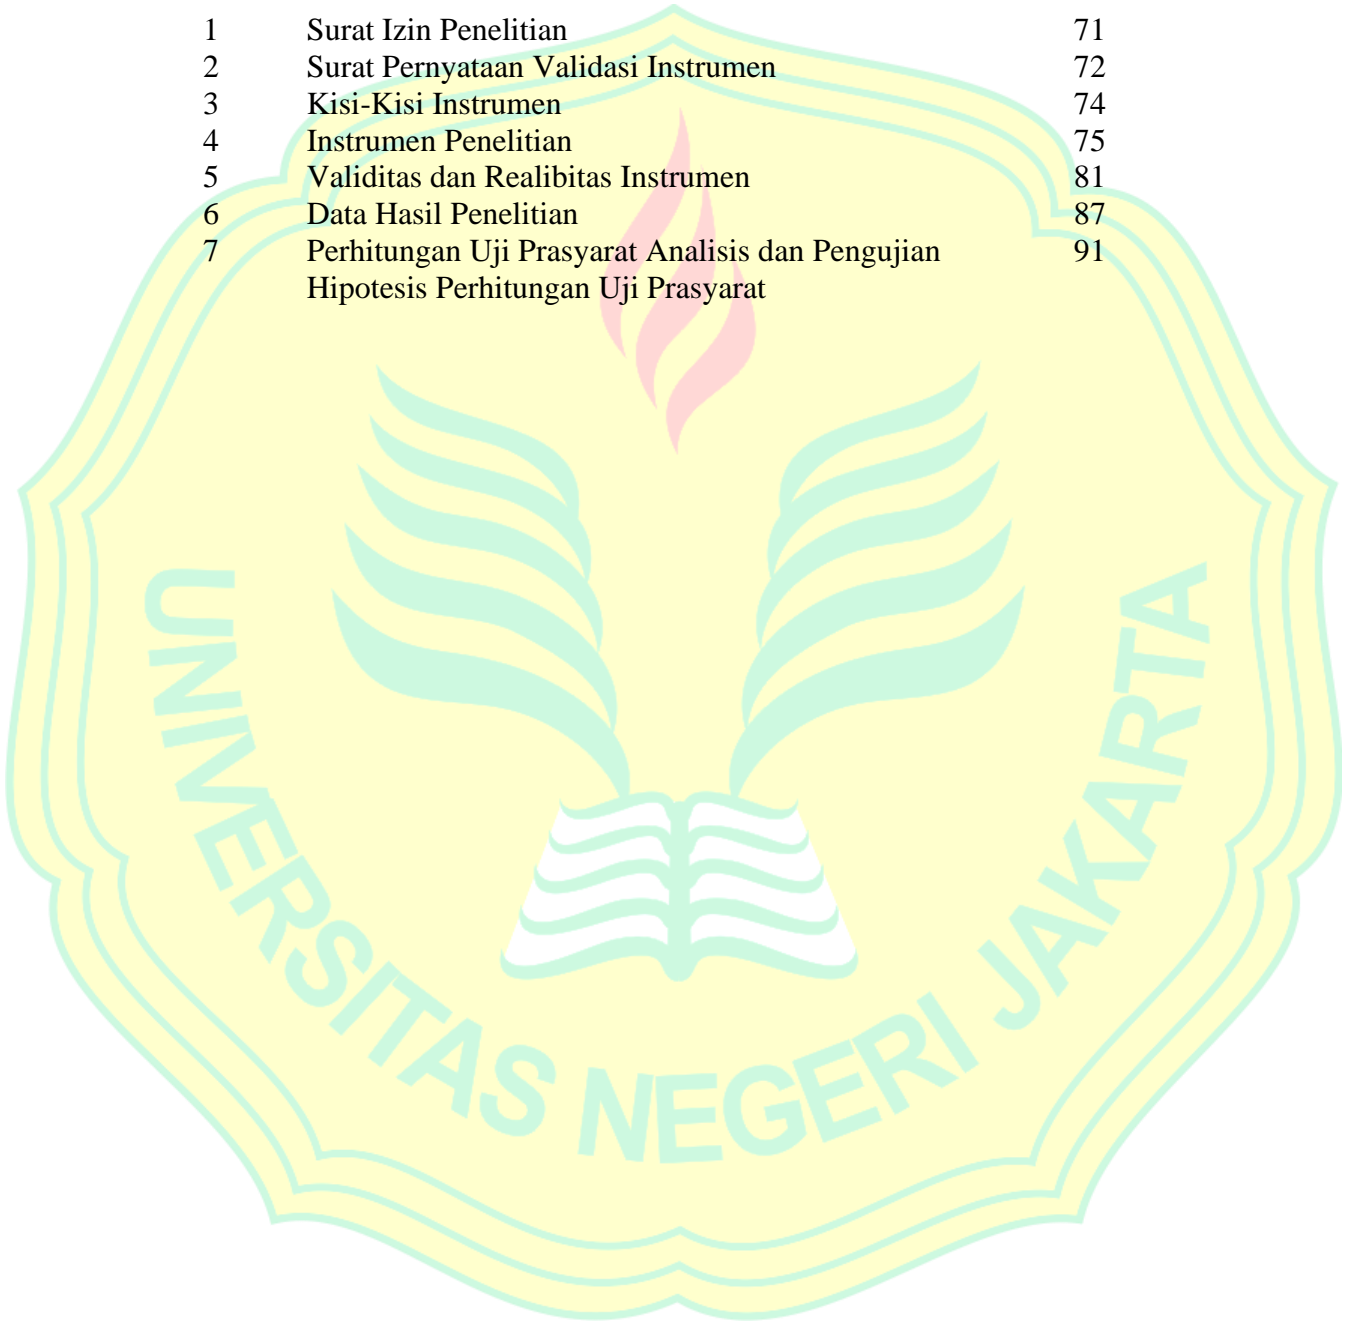 1 Surat Izin Penelitian 71
2 Surat Pernyataan Validasi Instrumen 72
3 Kisi-Kisi Instrumen 74
4 Instrumen Penelitian 75
5 Validitas dan Realibitas Instrumen 81
6 Data Hasil Penelitian 87
7 Perhitungan Uji Prasyarat Analisis dan Pengujian 91
Hipotesis Perhitungan Uji Prasyarat
UNIVERSITAS NEGERI JAKARTA